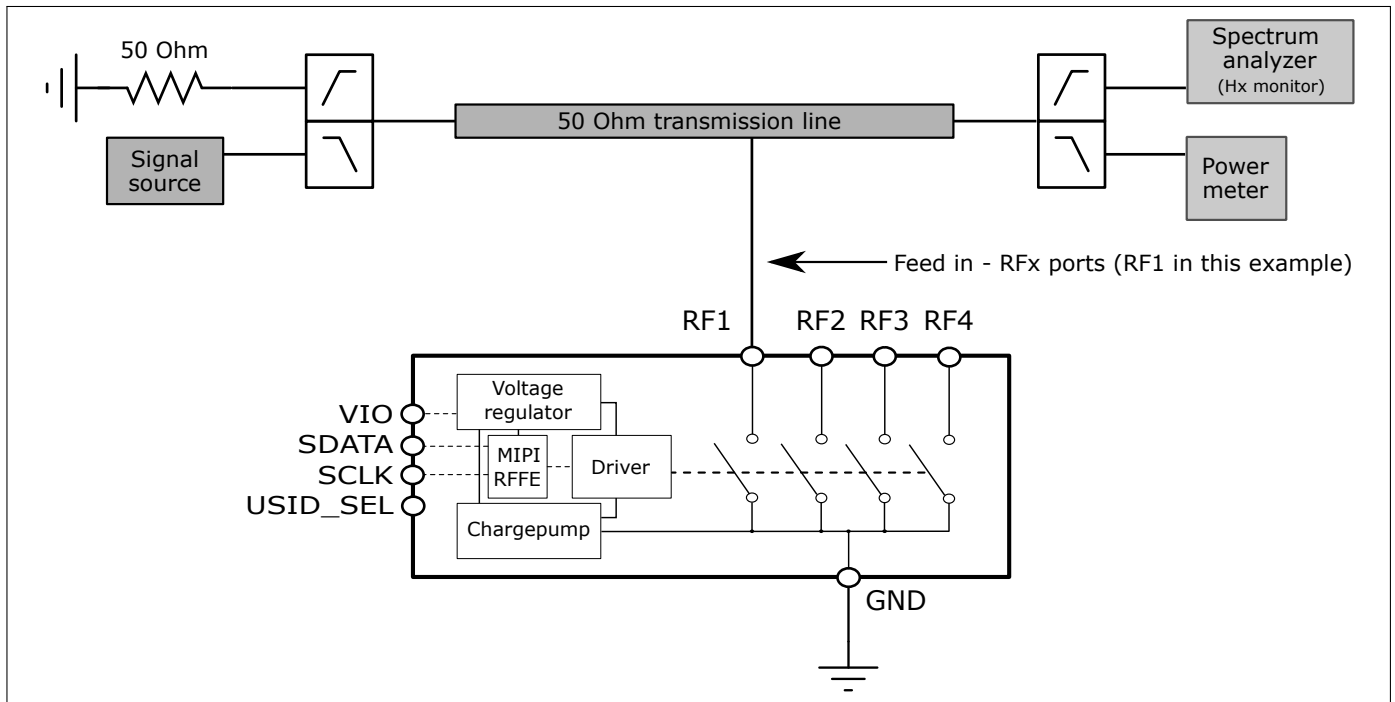 50 Ohm
Signal
source
50 Ohm transmission line
Spectrum
analyzer
(Hx monitor)
Power
meter
Feed in - RFx ports (RF1 in this example)
RF1
RF2
RF3
RF4
VIO
SDATA
SCLK
USID_SEL
Voltage
regulator
MIPI
RFFE
Driver
Chargepump
GND